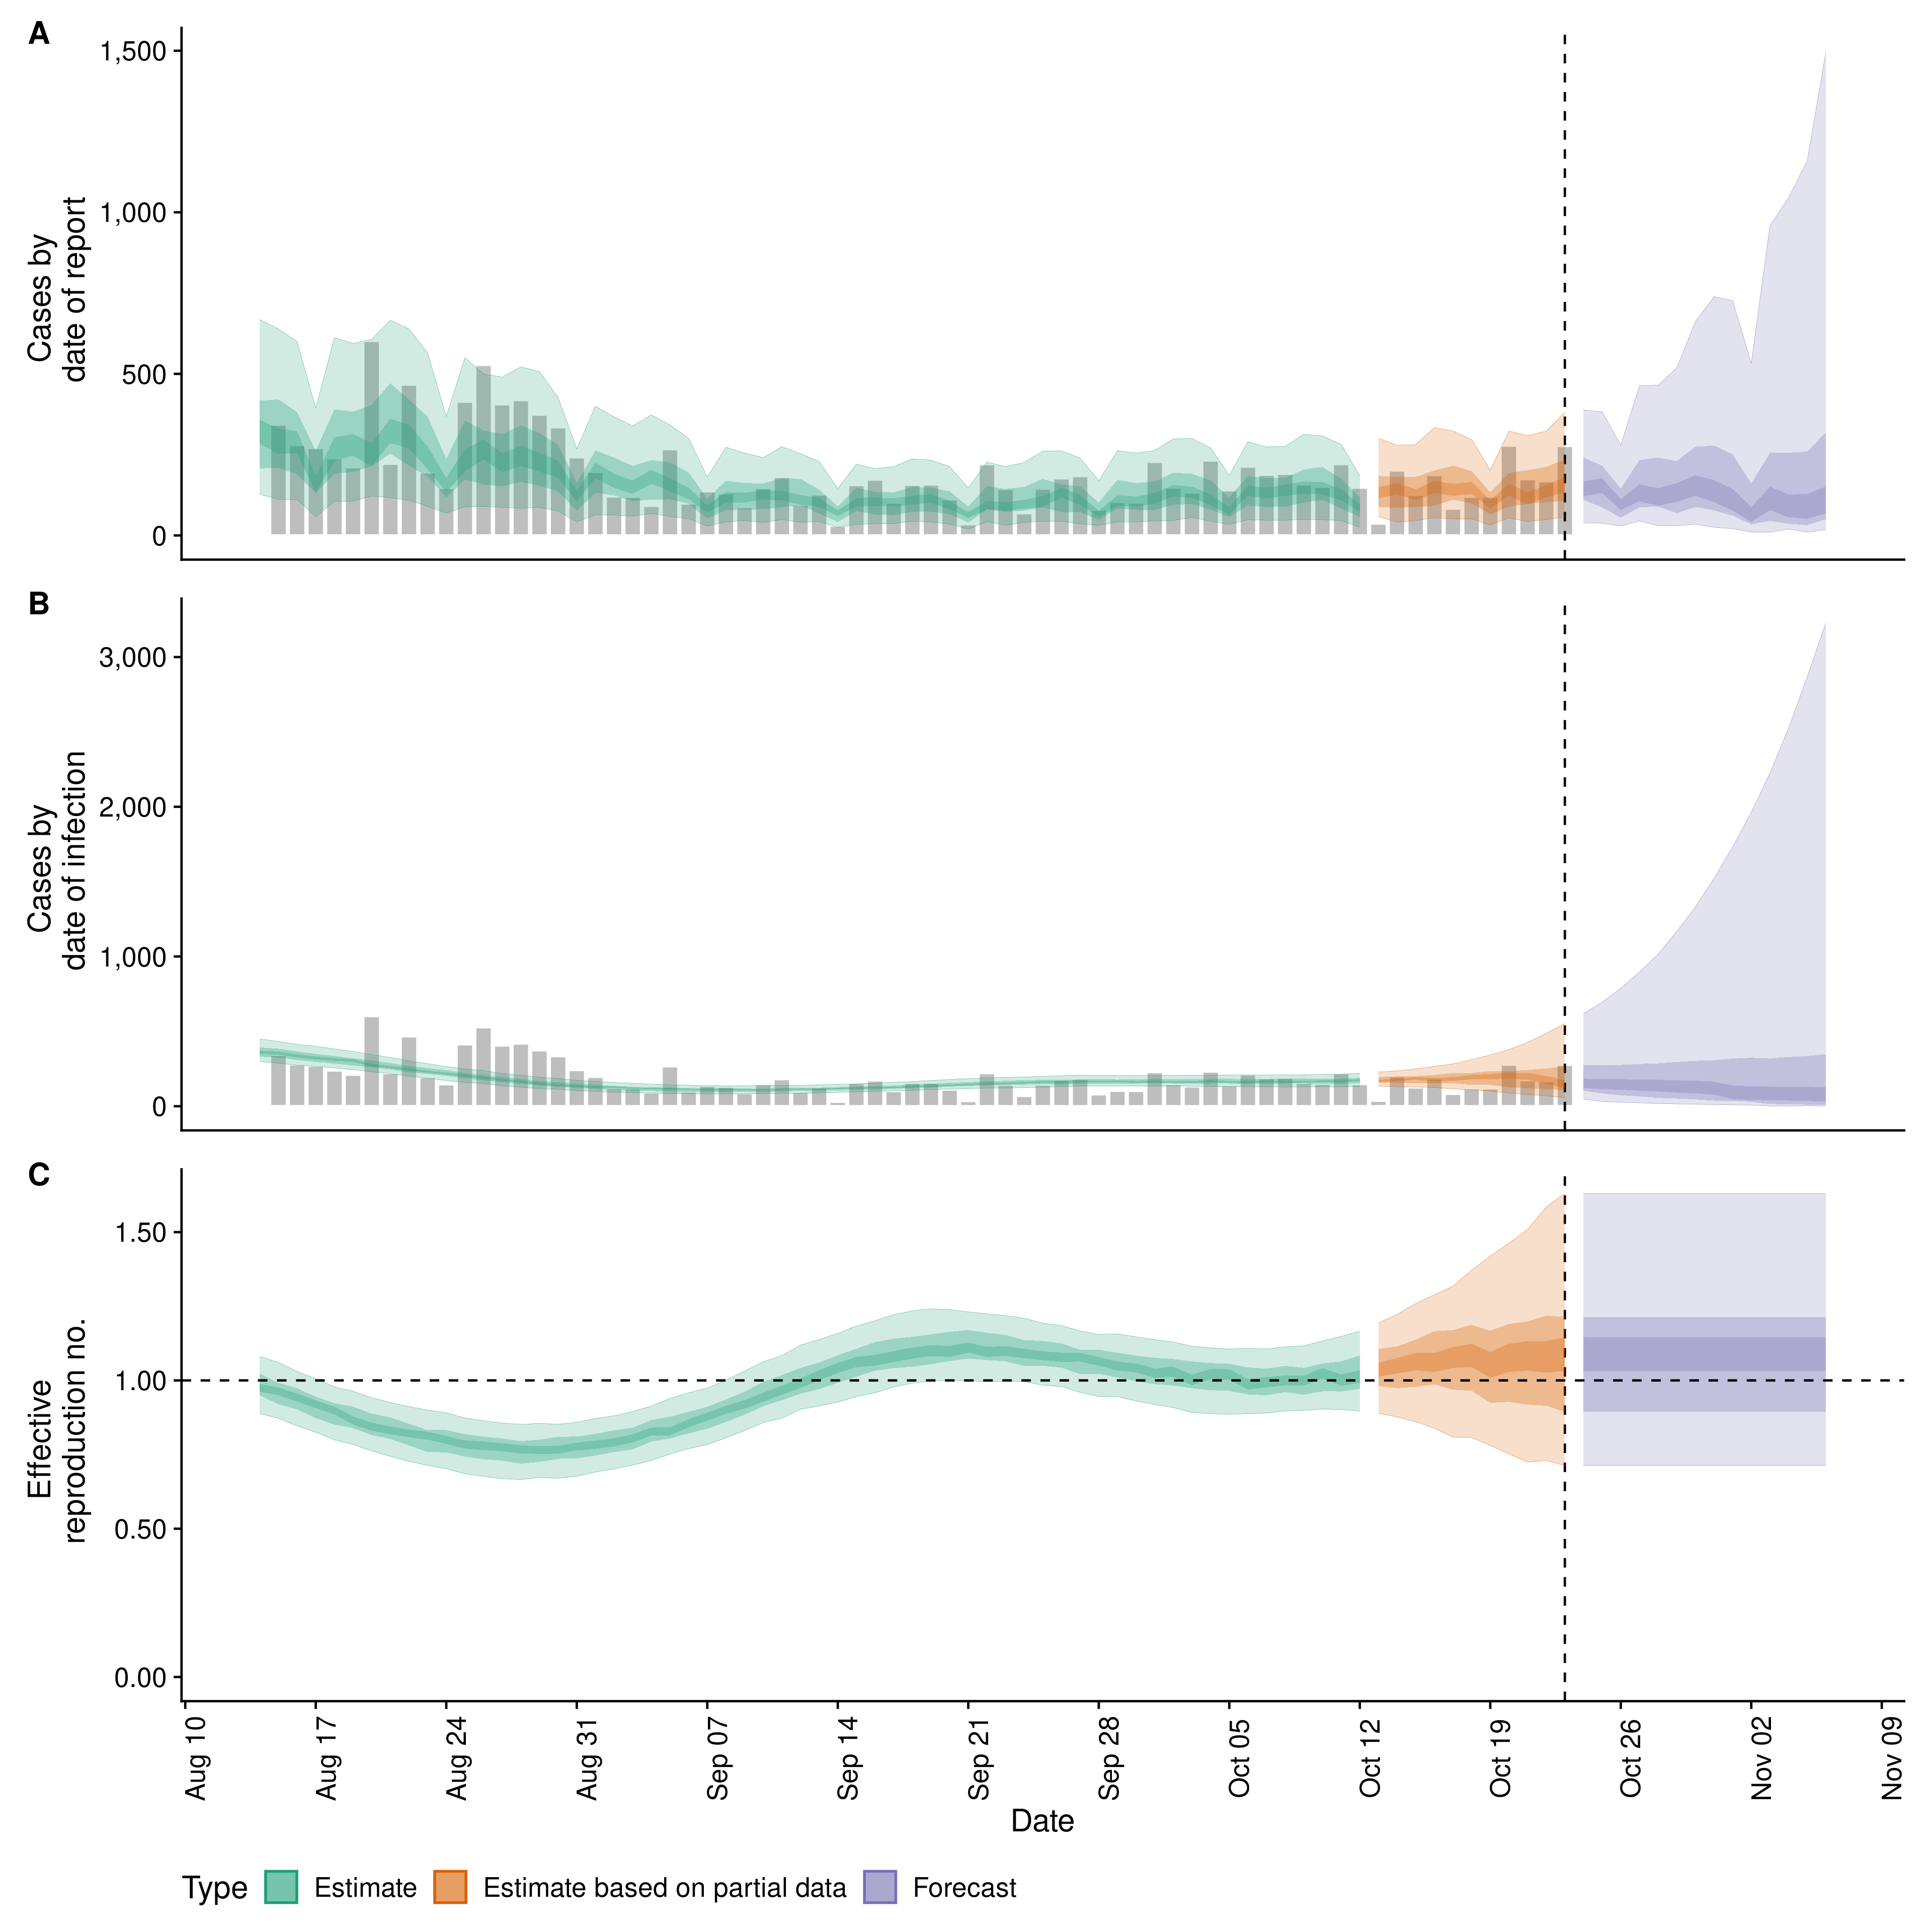 A
1,500
1,000
500
0
Cases by
date of report
B
3,000
2,000
1,000
0
Cases by
date of infection
C
1.50
1.00
0.50
0.00
Effective
reproduction no.
Aug 10
Aug 17
Aug 24
Aug 31
Sep 07
Sep 14
Sep 21
Sep 28
Oct 05
Oct 12
Oct 19
Oct 26
Nov 02
Nov 09
Date
Type Estimate Estimate based on partial data Forecast